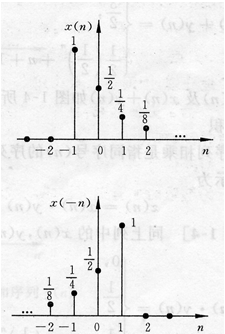 x(n)
1
1/2
1/4
1/8
...
-2 -1 0 1 2 n
x(-n)
1
1/2
1/4
1/8
...
-2 -1 0 1 2 n